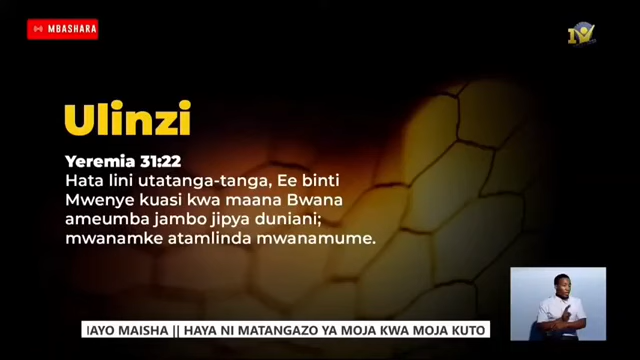 MBASHARA
IV
Ulinzi
Yeremia 31:22
Hata lini utatanga-tanga, Ee binti
Mwenye kuasi kwa maana Bwana
ameumba jambo jipya duniani;
mwanamke atamlinda mwanamume.
IAYO MAISHA || HAYA NI MATANGAZO YA MOJA KWA MOJA KUTO